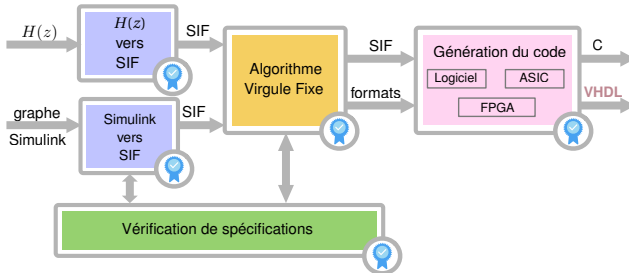 H(z)
H(z)
vers
SIF
SIF
graphe
Simulink
Simulink
vers
SIF
SIF
Algorithme
Virgule Fixe
SIF
formats
Génération du code
Logiciel
ASIC
FPGA
C
VHDL
Vérification de spécifications